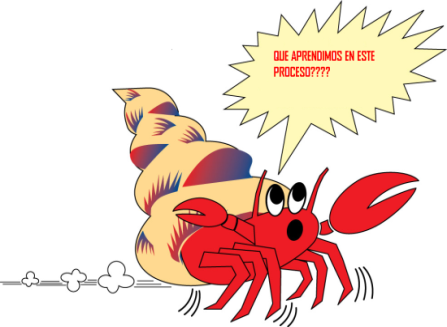 QUE APRENDIMOS EN ESTE
PROCESO????